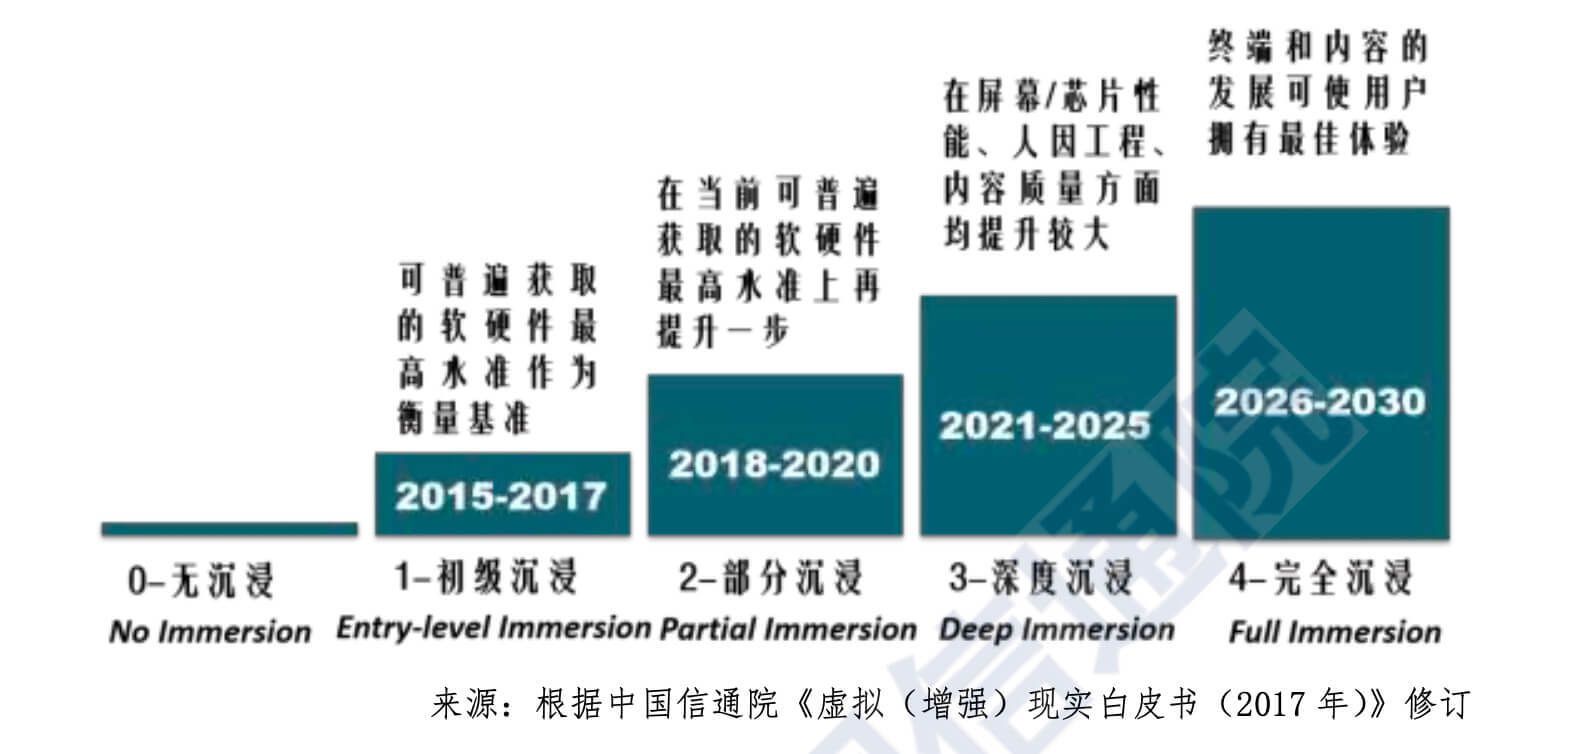 终端和内容的
发展可使用户
拥有最佳体验
在屏幕/芯片性
能、人因工程、
内容质量方面
均提升较大
在当前可普遍
获取的软硬件
最高水准上再
提升一步
可普遍获取
的软硬件最
高水准作为
衡量基准
2015-2017
2018-2020
2021-2025
2026-2030
0-无沉浸
1-初级沉浸
2-部分沉浸
3-深度沉浸
4-完全沉浸
No Immersion
Entry-level Immersion
Partial Immersion
Deep Immersion
Full Immersion
来源：根据中国信通院《虚拟（增强）现实白皮书（2017 年）》修订
国信通院